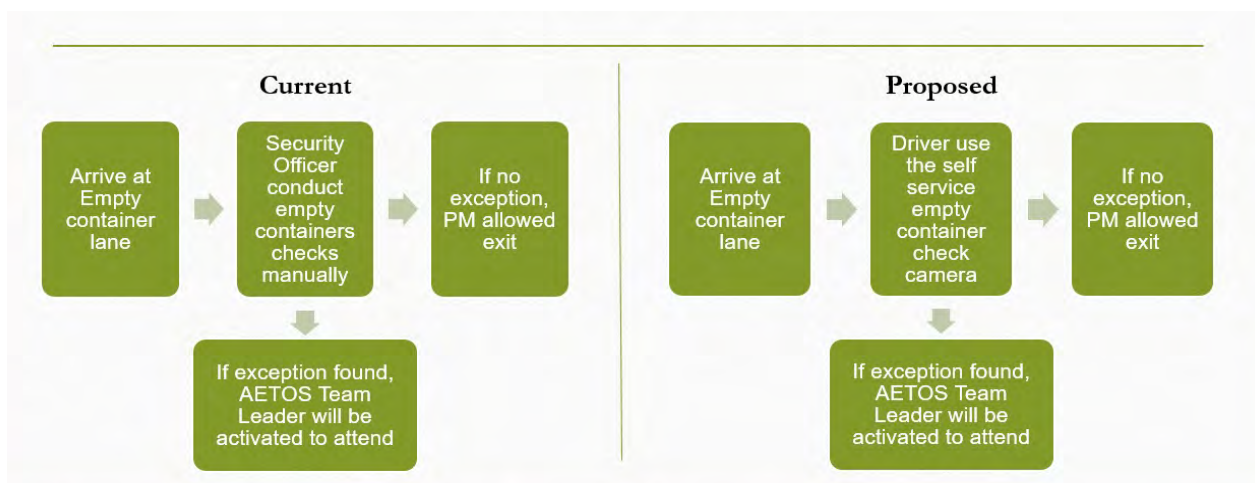 Current
Arrive at
Empty
container
lane
Security
Officer
conduct
empty
containers
checks
manually
If no
exception,
PM allowed
exit
If exception found,
AETOS Team
Leader will be
activated to attend
Proposed
Arrive at
Empty
container
lane
Driver use
the self
service
empty
container
check
camera
If no
exception,
PM allowed
exit
If exception found,
AETOS Team
Leader will be
activated to attend